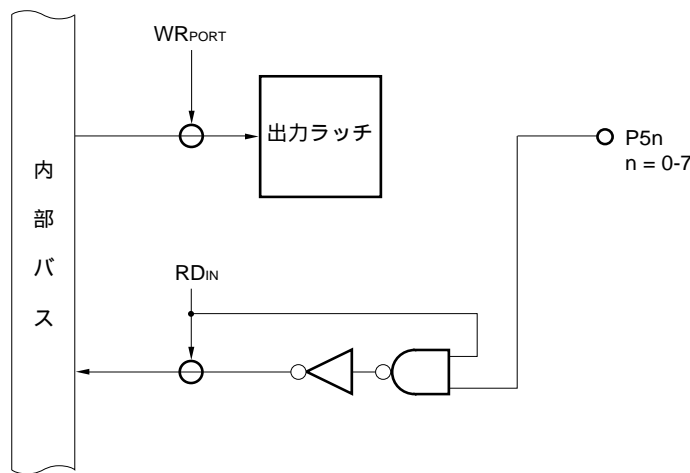 WRPORT
出力ラッチ
P5n
n = 0-7
内部バス
RDIN